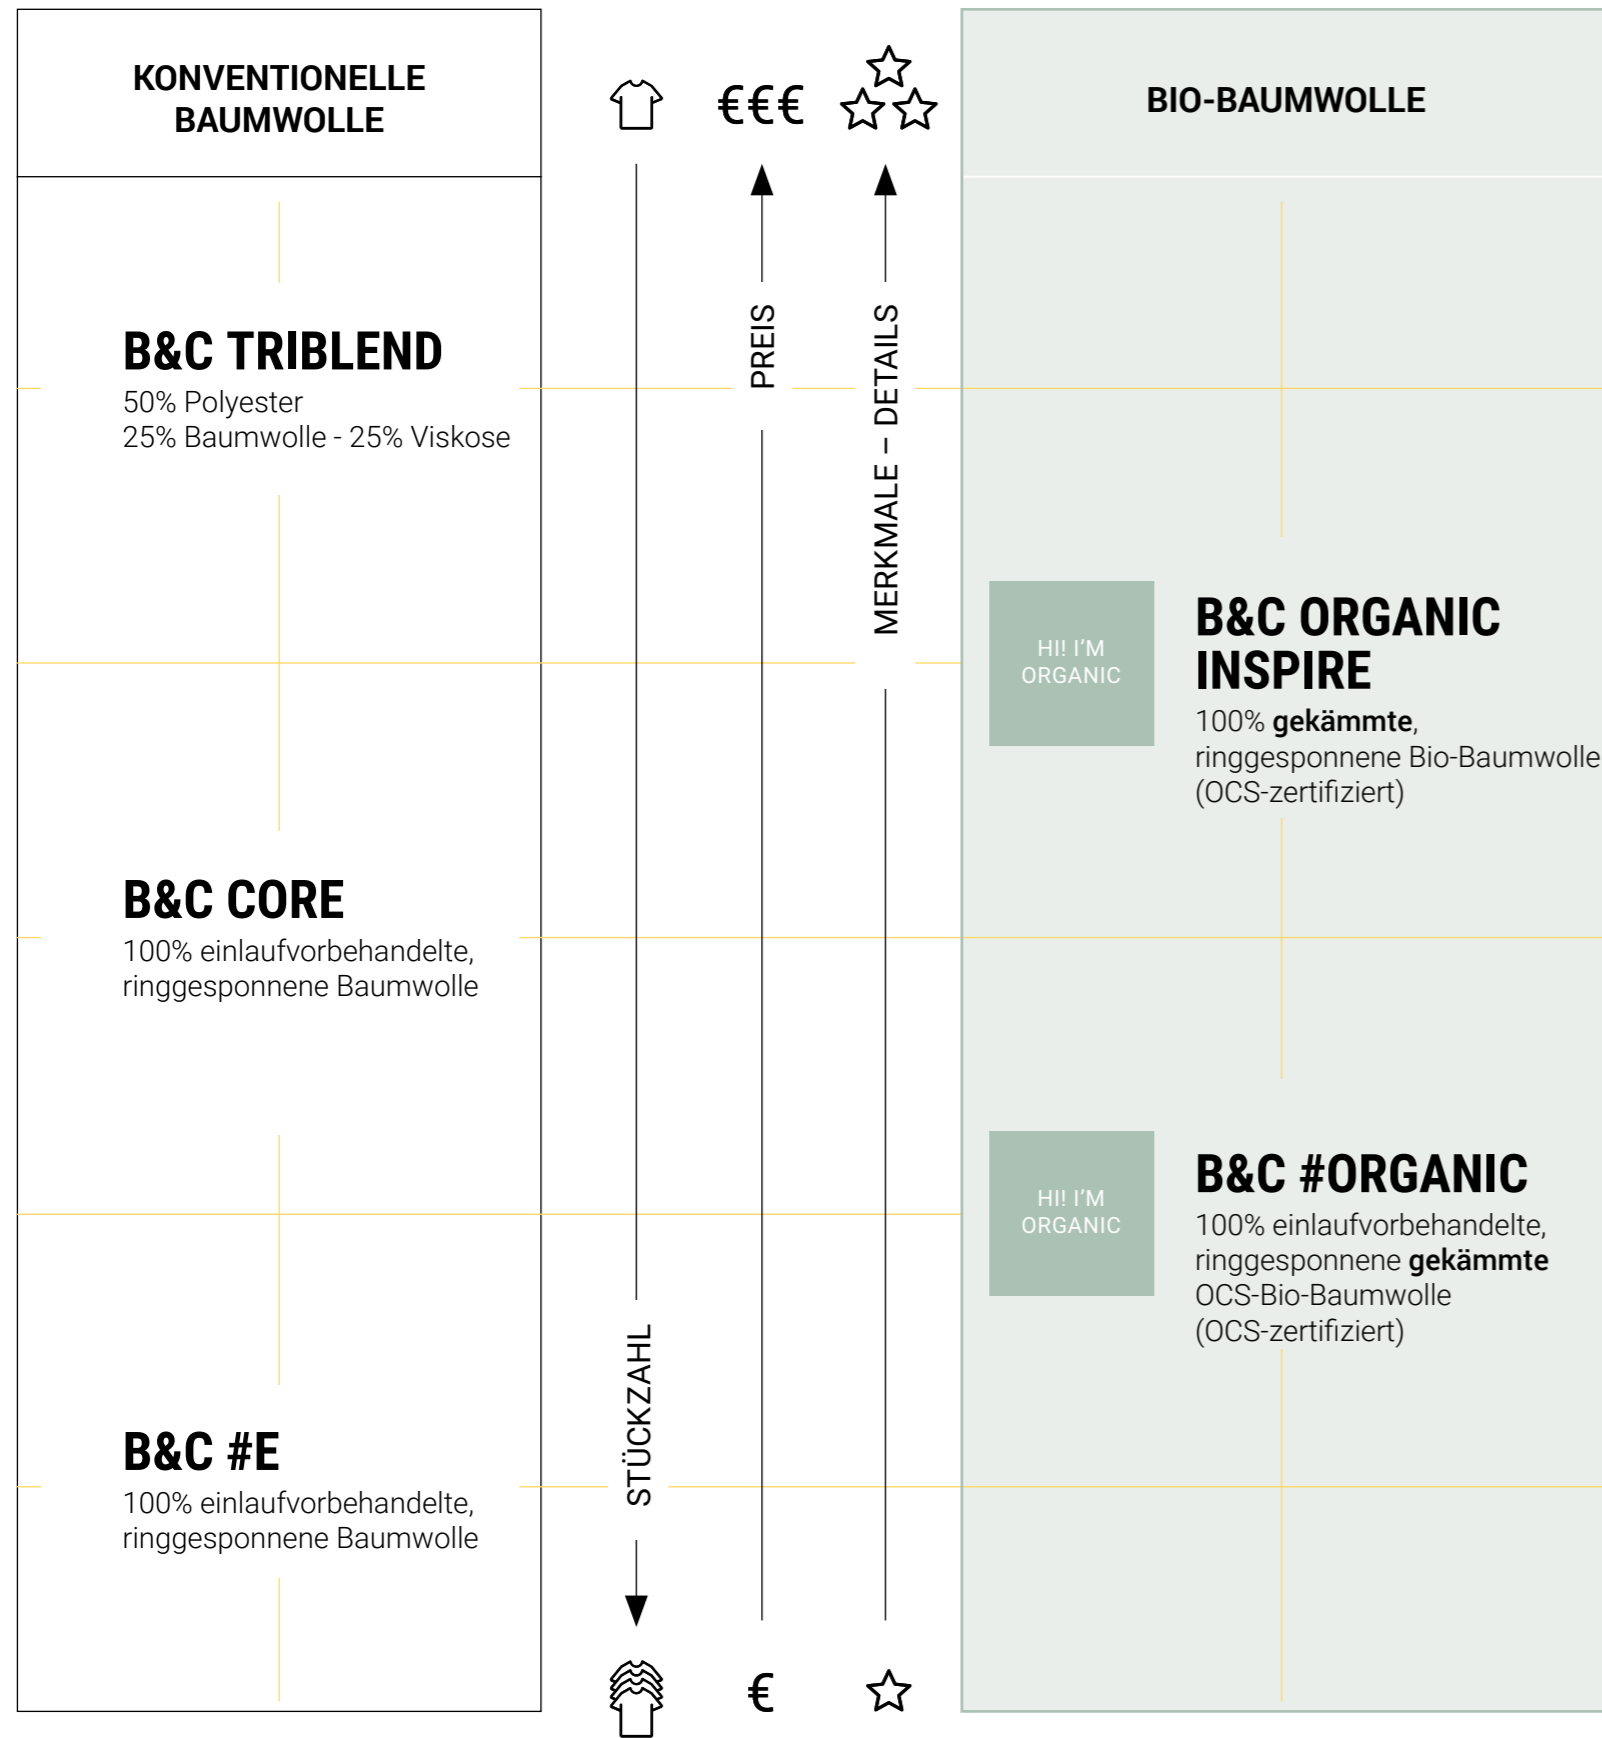 KONVENTIONELLE
BAUMWOLLE
€€€
BIO-BAUMWOLLE
B&C TRIBLEND
50% Polyester
25% Baumwolle - 25% Viskose
PREIS
MERKMALE – DETAILS
HI! I'M
ORGANIC
B&C ORGANIC
INSPIRE
100% gekämmte,
ringgesponnene Bio-Baumwolle
(OCS-zertifiziert)
B&C CORE
100% einlaufvorbehandelte,
ringgesponnene Baumwolle
HI! I'M
ORGANIC
B&C #ORGANIC
100% einlaufvorbehandelte,
ringgesponnene gekämmte
OCS-Bio-Baumwolle
(OCS-zertifiziert)
STÜCKZAHL
B&C #E
100% einlaufvorbehandelte,
ringgesponnene Baumwolle
€